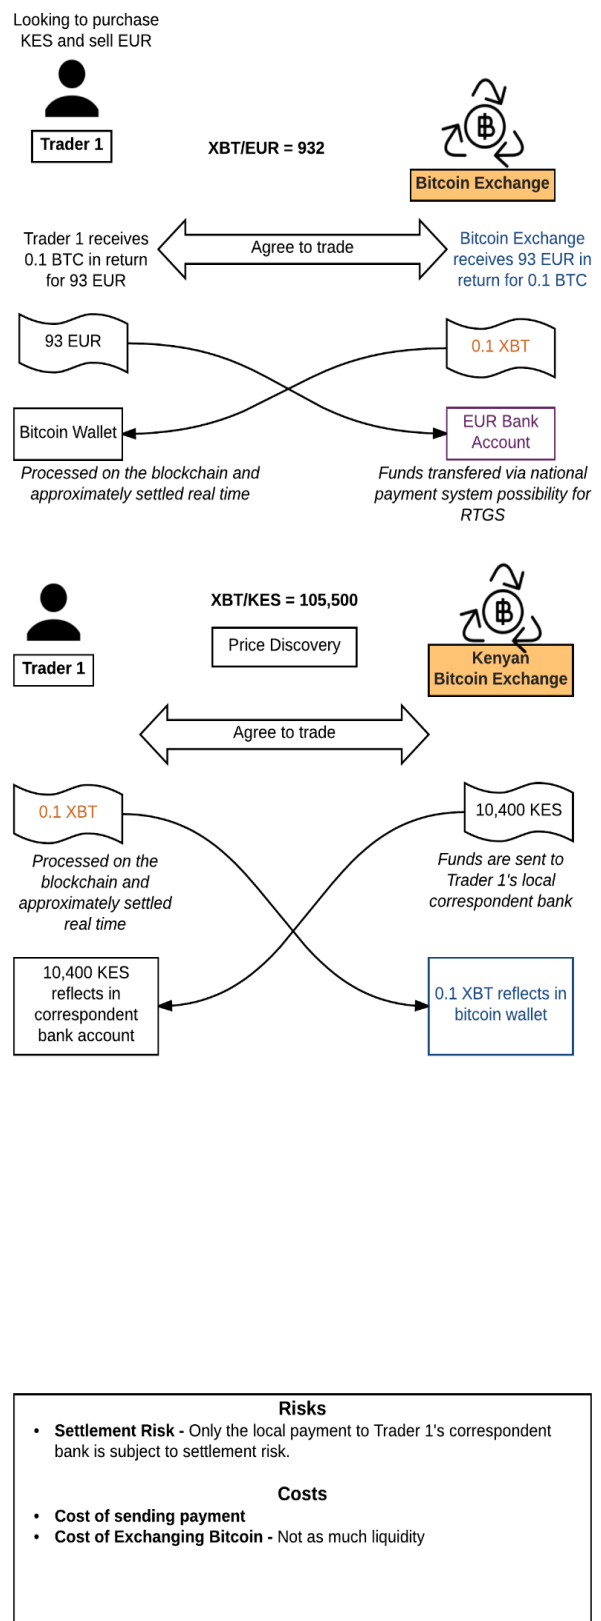 Looking to purchase
KES and sell EUR
Trader 1
XBT/EUR = 932
Bitcoin Exchange
Trader 1 receives
0.1 BTC in return
for 93 EUR
Agree to trade
Bitcoin Exchange
receives 93 EUR in
return for 0.1 BTC
93 EUR
0.1 XBT
Bitcoin Wallet
EUR Bank
Account
Processed on the blockchain and
approximately settled real time
Funds transfered via national
payment system possibility for
RTGS
XBT/KES = 105,500
Price Discovery
Trader 1
Kenyan
Bitcoin Exchange
Agree to trade
0.1 XBT
10,400 KES
Processed on the
blockchain and
approximately settled
real time
Funds are sent to
Trader 1's local
correspondent bank
10,400 KES
reflects in
correspondent
bank account
0.1 XBT reflects in
bitcoin wallet
Risks
• Settlement Risk - Only the local payment to Trader 1's correspondent
bank is subject to settlement risk.
Costs
• Cost of sending payment
• Cost of Exchanging Bitcoin - Not as much liquidity